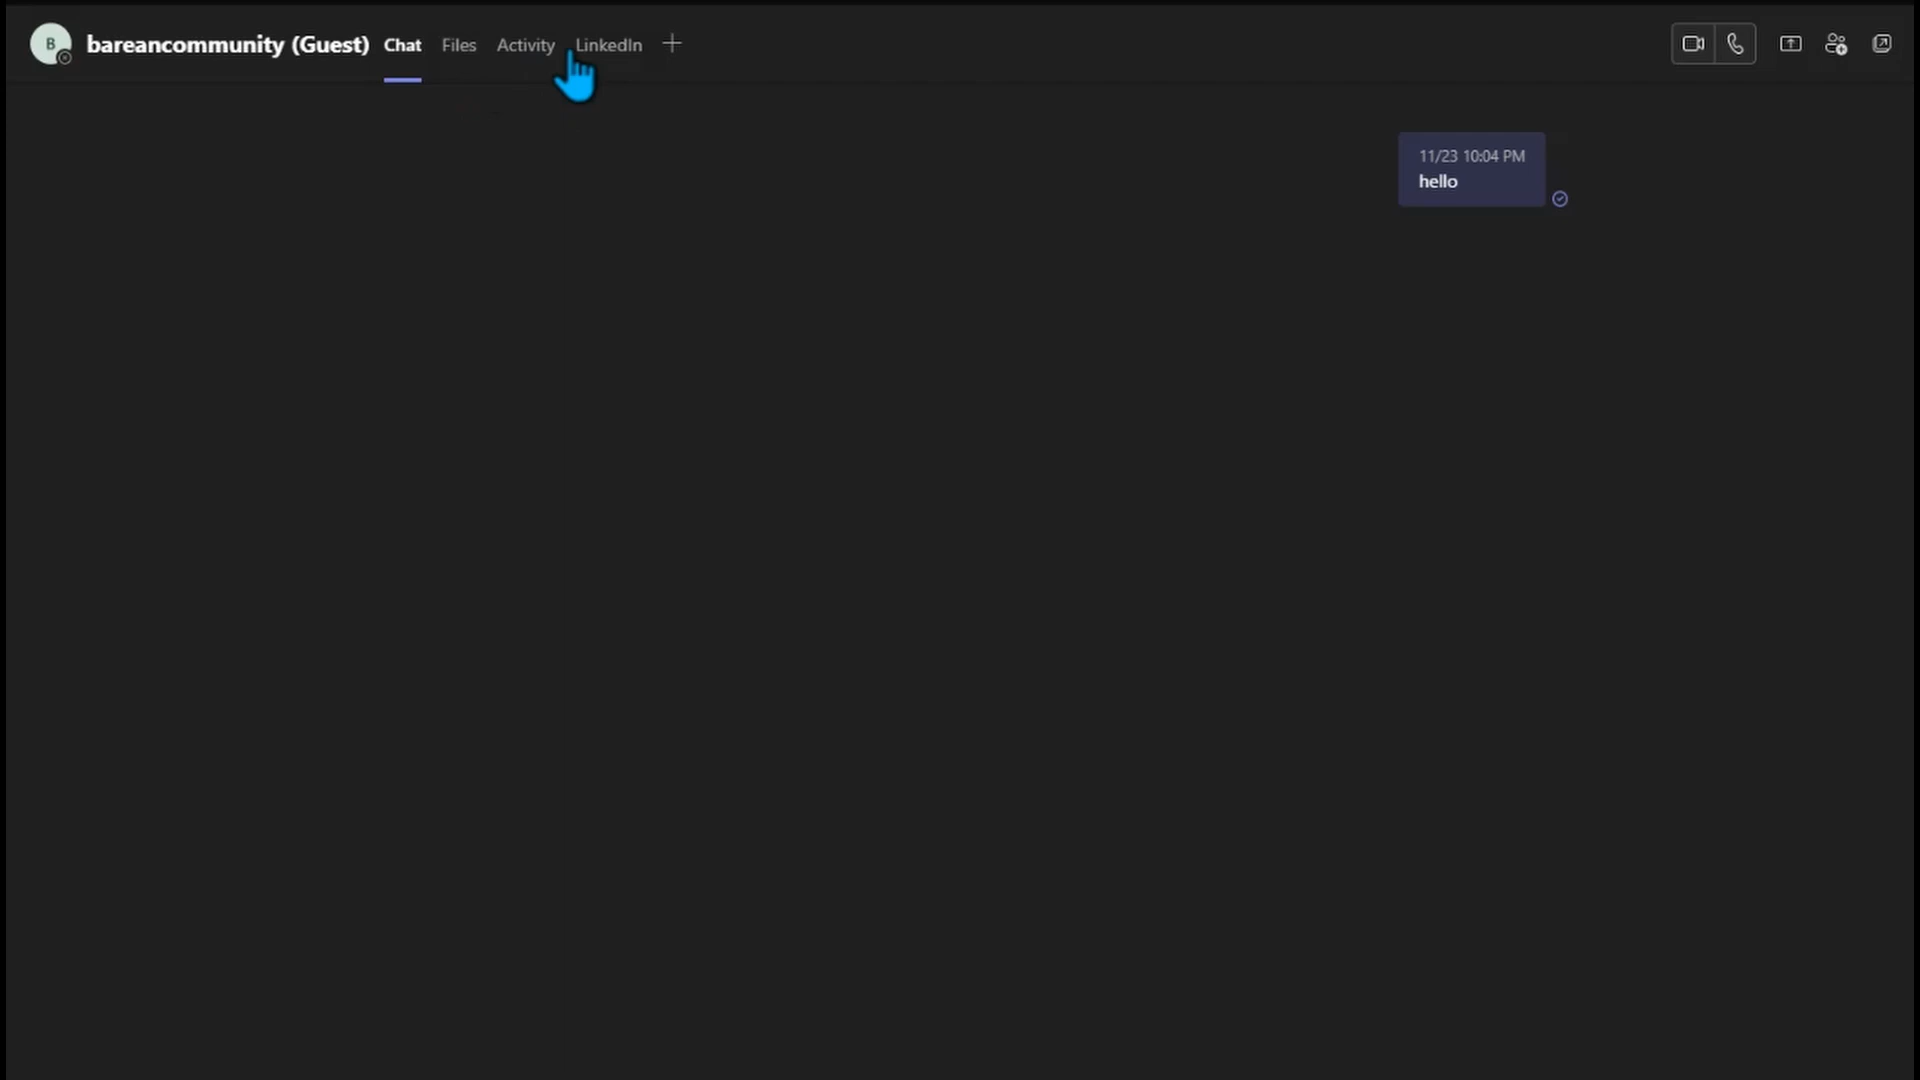 B bareancommunity (Guest) Chat Files Activity LinkedIn
11/23 10:04 PM
hello